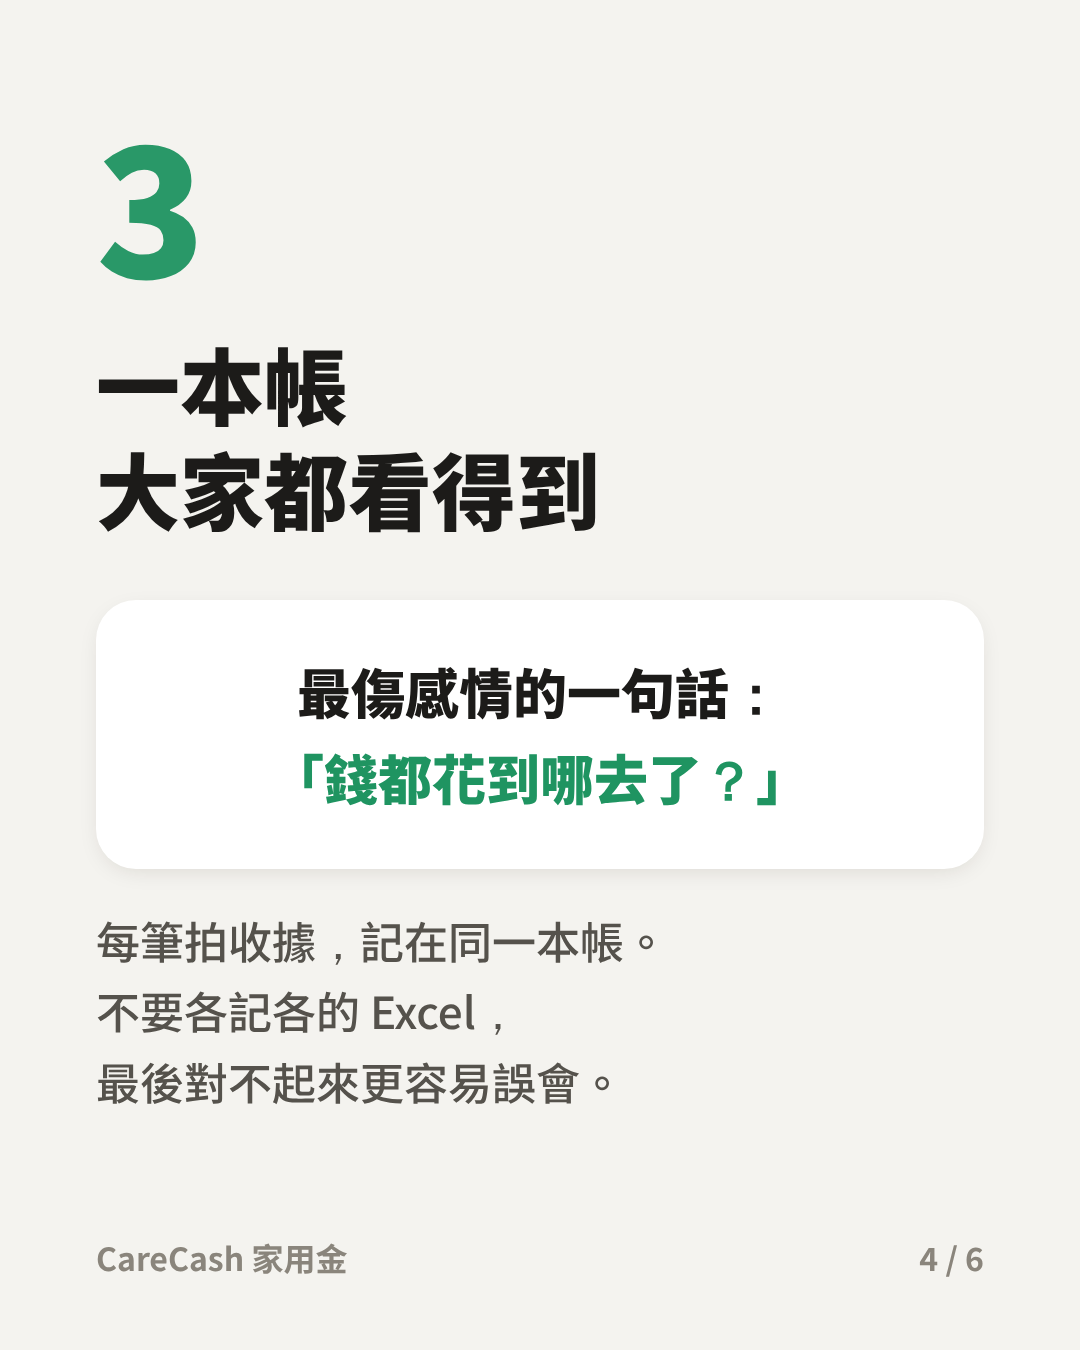 3
一本帳
大家都看得到
最傷感情的一句話：
「錢都花到哪去了？」
每筆拍收據，記在同一本帳。
不要各記各的 Excel，
最後對不起來更容易誤會。
CareCash 家用金
4 / 6